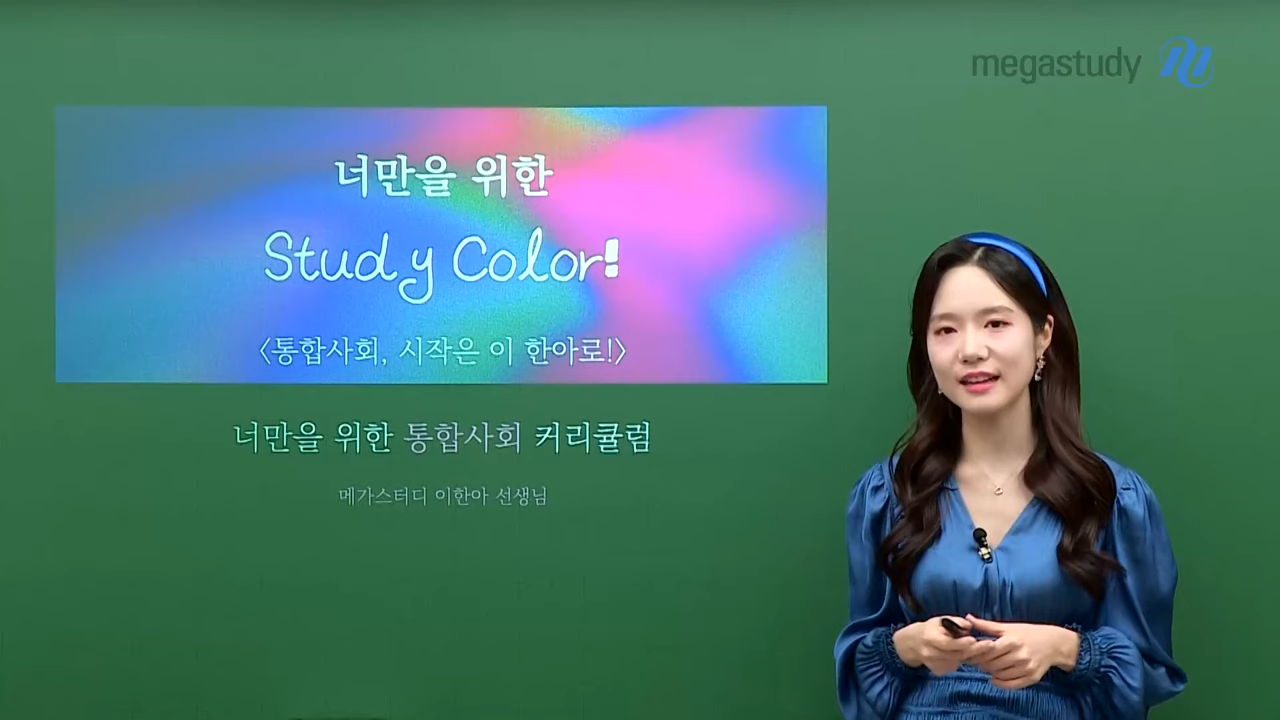 megastudy
너만을 위한
Study Color!
<통합사회, 시작은 이 한아로!>
너만을 위한 통합사회 커리큘럼
메가스터디 이한아 선생님